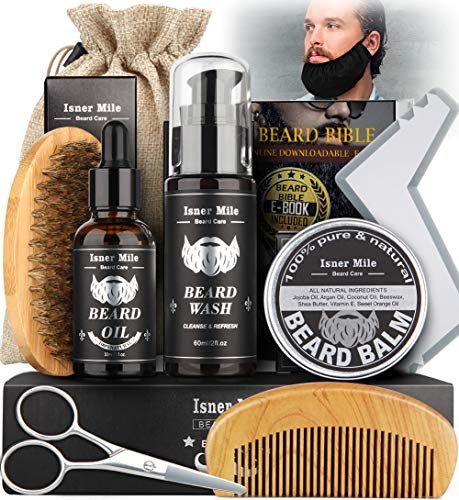 Isner Mile
Beard Care
BEARD BIBLE
BEARD
BIBLE
E-BOOK
INCLUDED
Isner Mile
Beard Care
BEARD
OIL
Isner Mile
Beard Care
BEARD
WASH
CLEANSE & REFRESH
60ml/2fl.oz
100% pure & natural
Isner Mile
Beard Care
ALL NATURAL INGREDIENTS
Jojoba Oil, Argan Oil, Coconut Oil, Beeswax,
Shea Butter, Vitamin E, Sweet Orange Oil
BEARD BALM
Isner